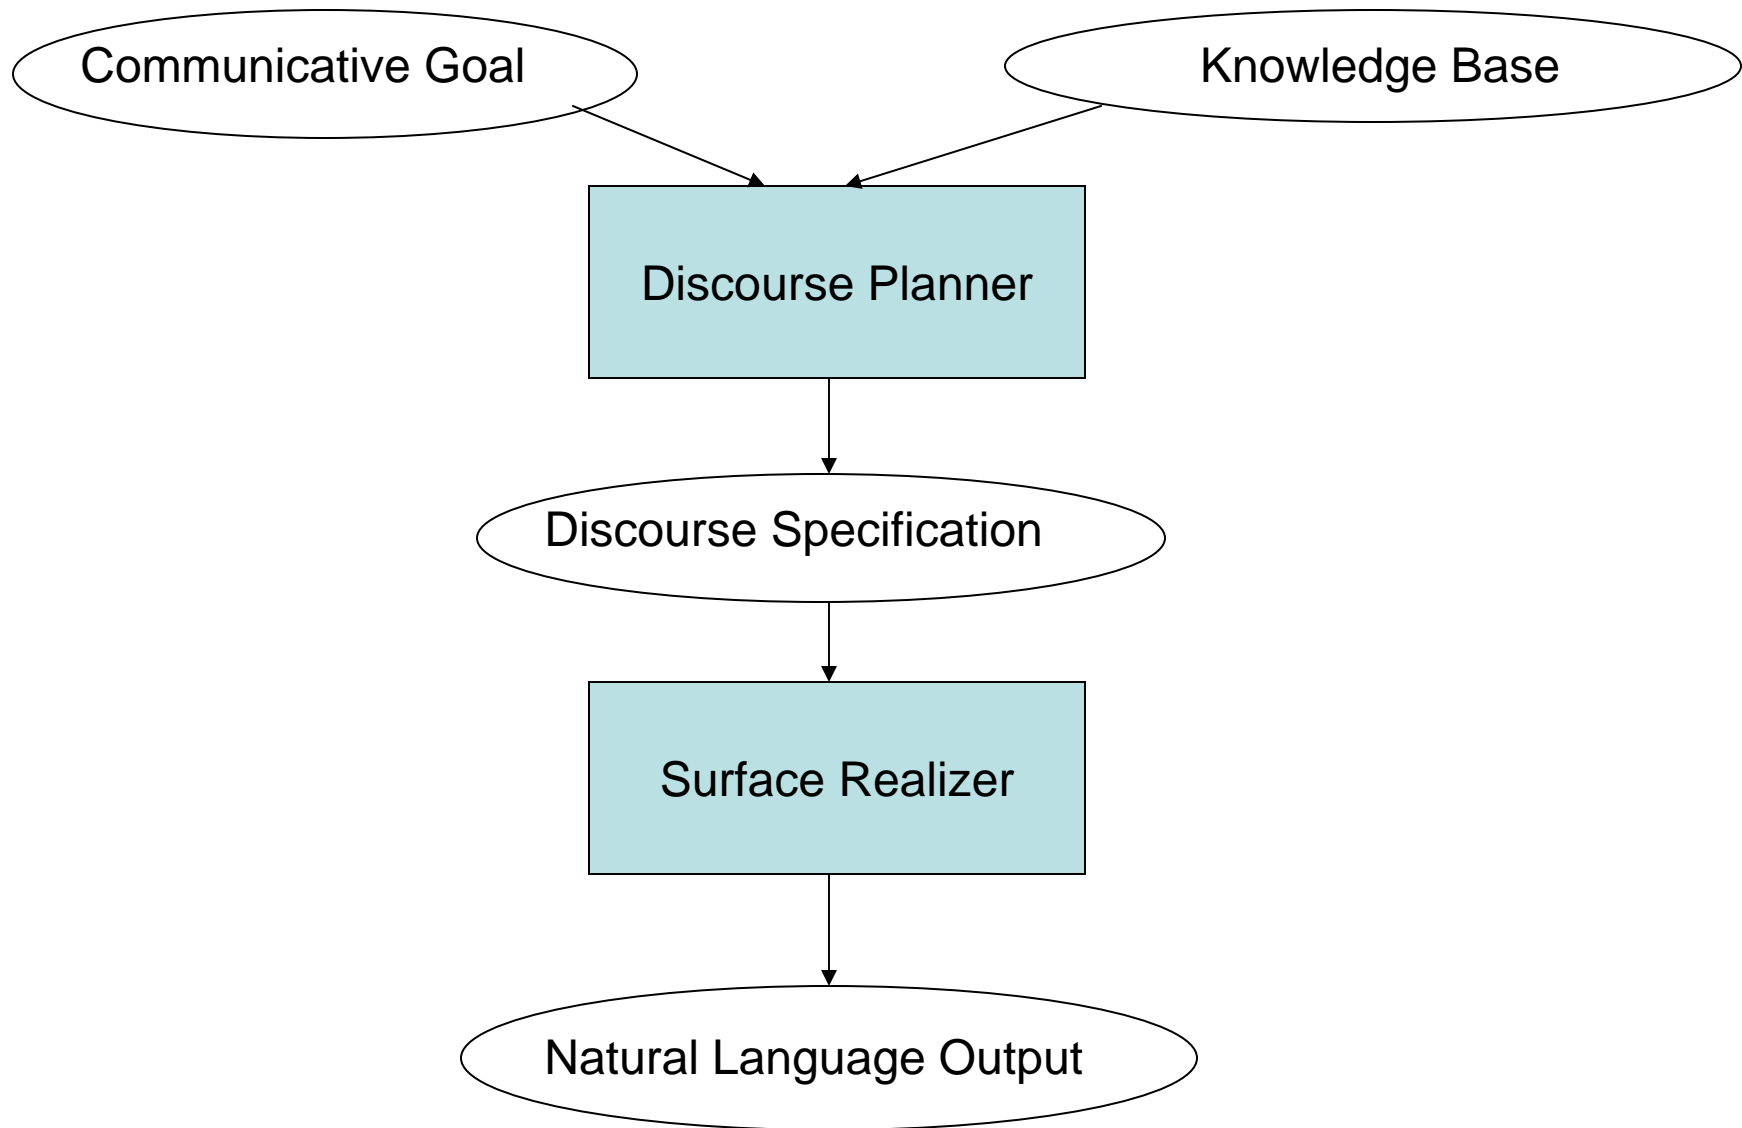 Communicative Goal
Knowledge Base
Discourse Planner
Discourse Specification
Surface Realizer
Natural Language Output